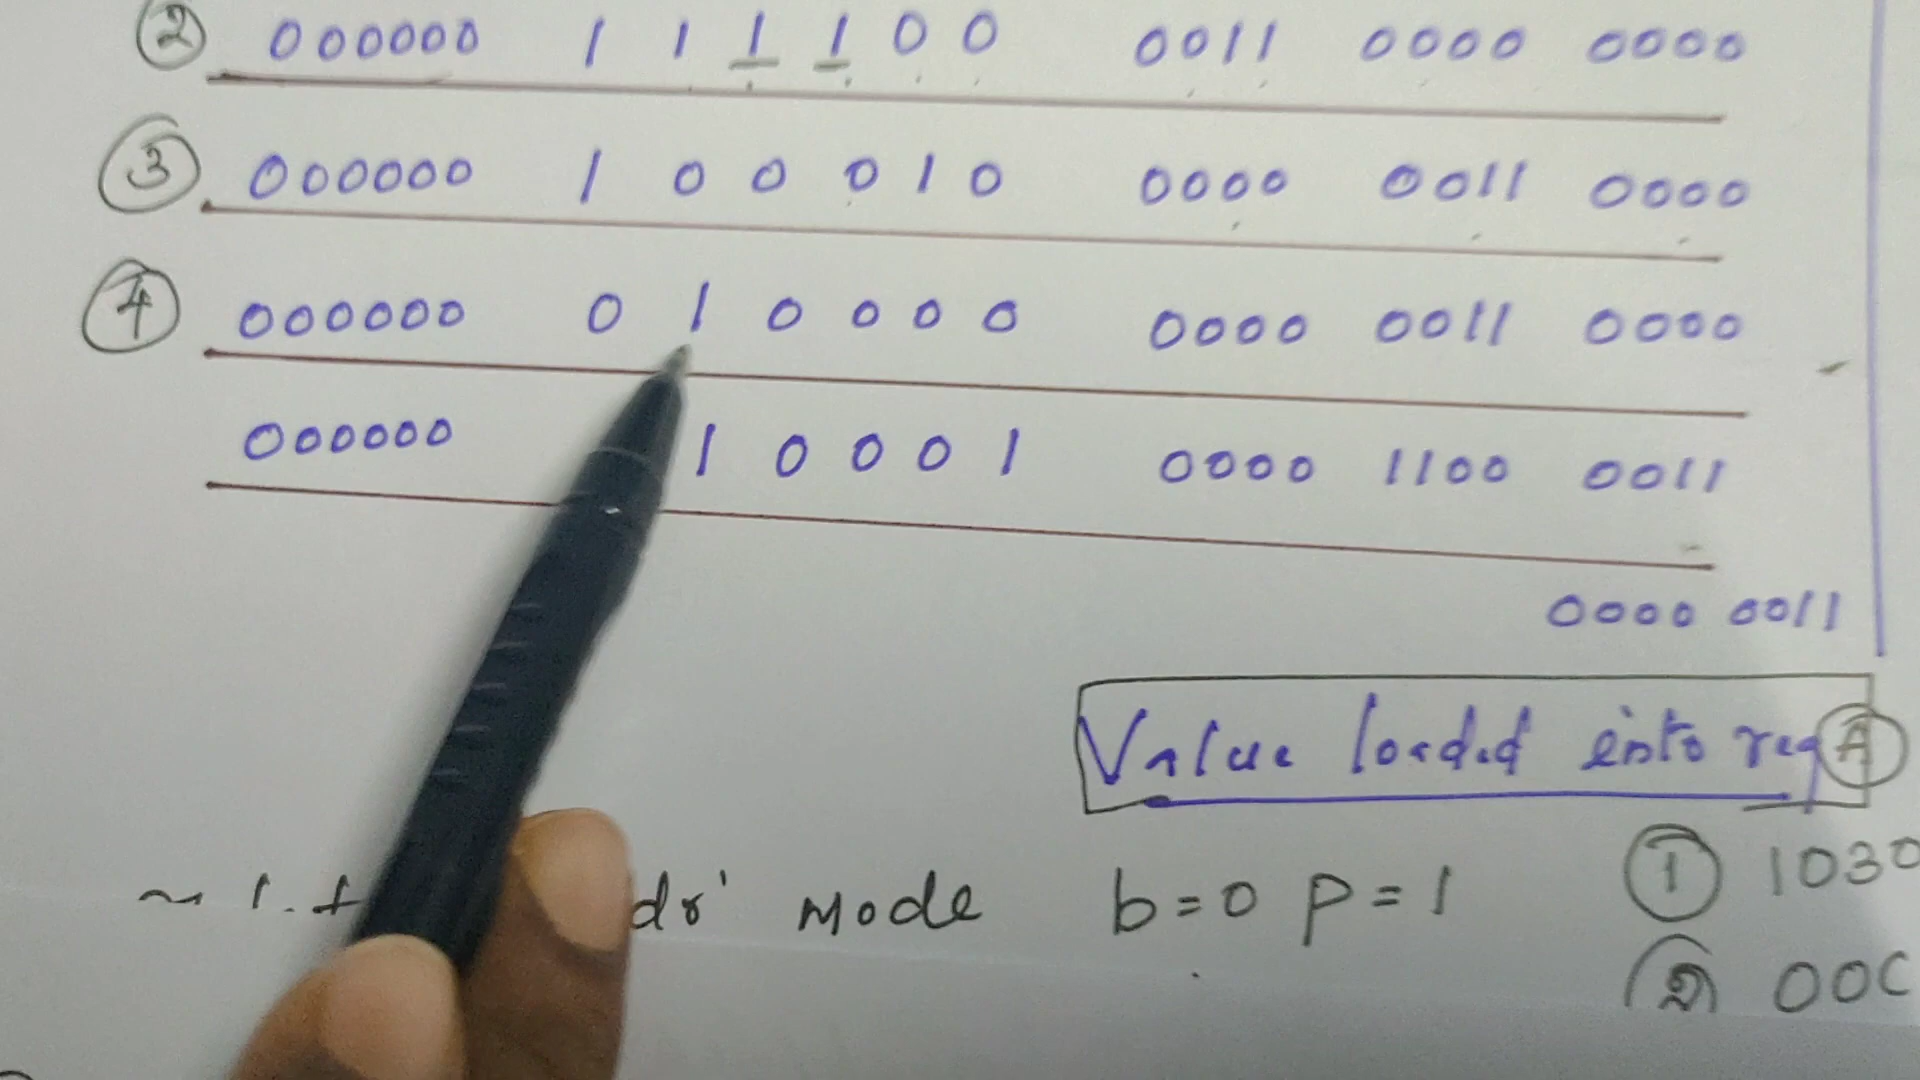 ② 000000 1 1 1 1 0 0 0011 0000 0000
③ 000000 1 0 0 0 1 0 0000 0011 0000
④ 000000 0 1 0 0 0 0 0000 0011 0000
000000 1 0 0 0 1 0000 1100 0011
0000 0011
Value loaded into reg A
mode b=0 p=1 ① 1030
② 00C